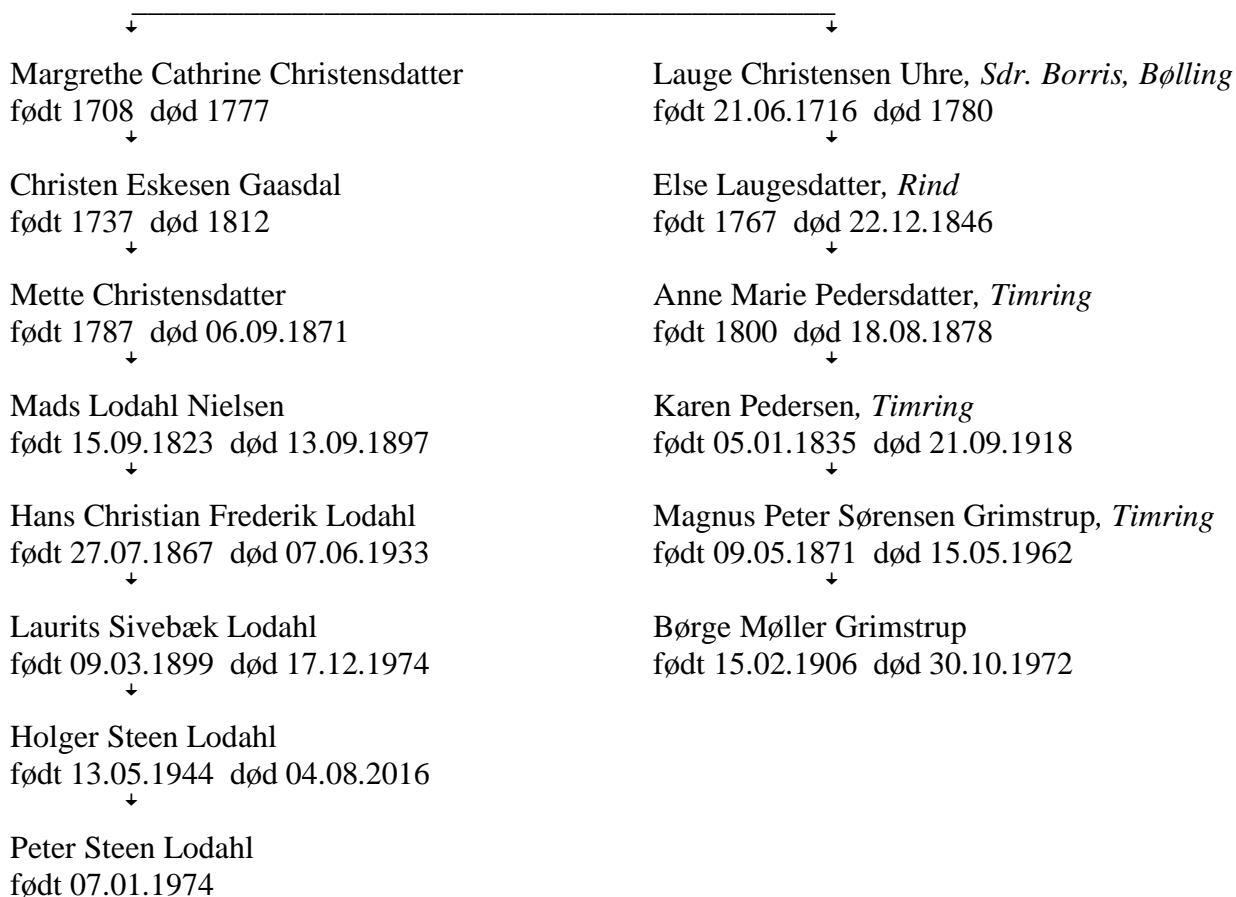 Margrethe Cathrine Christensdatter
født 1708 død 1777
Christen Eskesen Gaasdal
født 1737 død 1812
Mette Christensdatter
født 1787 død 06.09.1871
Mads Lodahl Nielsen
født 15.09.1823 død 13.09.1897
Hans Christian Frederik Lodahl
født 27.07.1867 død 07.06.1933
Laurits Sivebæk Lodahl
født 09.03.1899 død 17.12.1974
Holger Steen Lodahl
født 13.05.1944 død 04.08.2016
Peter Steen Lodahl
født 07.01.1974
Lauge Christensen Uhre, Sdr. Borris, Bølling
født 21.06.1716 død 1780
Else Laugesdatter, Rind
født 1767 død 22.12.1846
Anne Marie Pedersdatter, Timring
født 1800 død 18.08.1878
Karen Pedersen, Timring
født 05.01.1835 død 21.09.1918
Magnus Peter Sørensen Grimstrup, Timring
født 09.05.1871 død 15.05.1962
Børge Møller Grimstrup
født 15.02.1906 død 30.10.1972